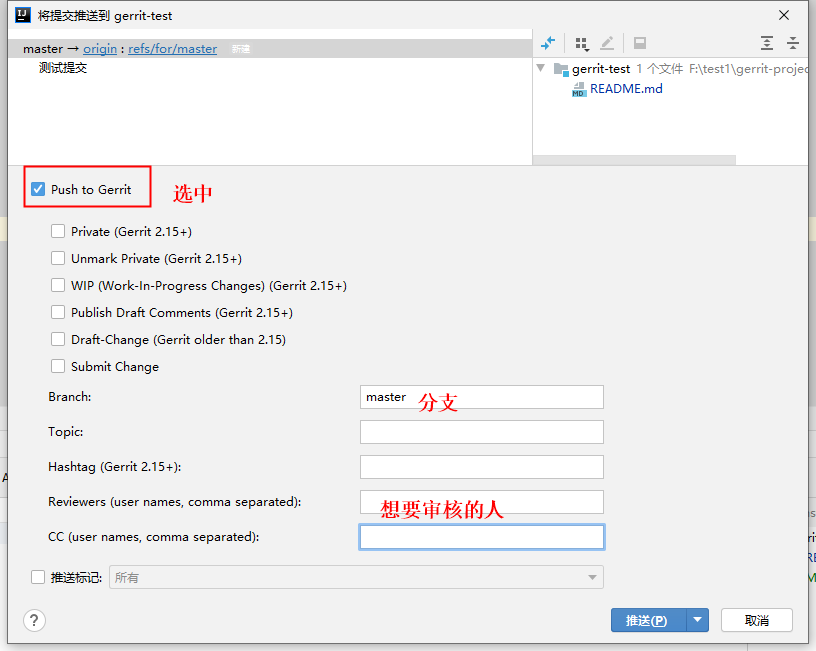 将提交推送到 gerrit-test
master → origin : refs/for/master 新建
测试提交
gerrit-test 1 个文件 F:\test1\gerrit-projec
README.md
Push to Gerrit 选中
Private (Gerrit 2.15+)
Unmark Private (Gerrit 2.15+)
WIP (Work-In-Progress Changes) (Gerrit 2.15+)
Publish Draft Comments (Gerrit 2.15+)
Draft-Change (Gerrit older than 2.15)
Submit Change
Branch: master 分支
Topic:
Hashtag (Gerrit 2.15+):
Reviewers (user names, comma separated): 想要审核的人
CC (user names, comma separated):
推送标记: 所有
? 推送(P) 取消